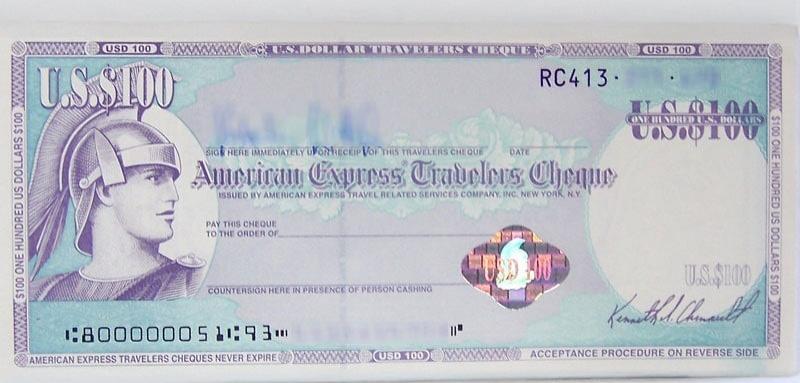 USD 100
U.S. DOLLAR TRAVELERS CHEQUE
USD 100
U.S.$100
RC413·
U.S.$100
ONE HUNDRED U.S. DOLLARS
SIGN HERE IMMEDIATELY UPON RECEIPT OF THIS TRAVELERS CHEQUE DATE
American Express Travelers Cheque
ISSUED BY AMERICAN EXPRESS TRAVEL RELATED SERVICES COMPANY, INC. NEW YORK, N.Y.
PAY THIS CHEQUE
TO THE ORDER OF
USD 100
U.S.$100
COUNTERSIGN HERE IN PRESENCE OF PERSON CASHING
Kenneth I. Chenault
⑆800000051⑆93⑈ ⑈
AMERICAN EXPRESS TRAVELERS CHEQUES NEVER EXPIRE
USD 100
ACCEPTANCE PROCEDURE ON REVERSE SIDE
$100 ONE HUNDRED US DOLLARS $100
$100 ONE HUNDRED US DOLLARS $100